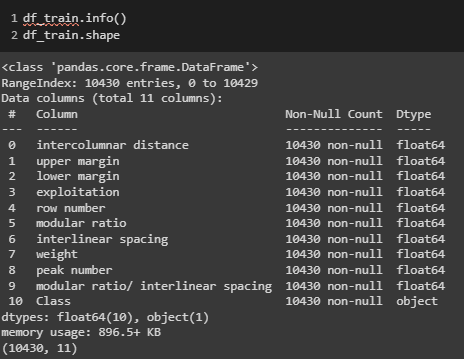 1 df_train.info()
2 df_train.shape
<class 'pandas.core.frame.DataFrame'>
RangeIndex: 10430 entries, 0 to 10429
Data columns (total 11 columns):
 #   Column                              Non-Null Count  Dtype
---  ------                              --------------  -----
 0   intercolumnar distance              10430 non-null  float64
 1   upper margin                        10430 non-null  float64
 2   lower margin                        10430 non-null  float64
 3   exploitation                        10430 non-null  float64
 4   row number                          10430 non-null  float64
 5   modular ratio                       10430 non-null  float64
 6   interlinear spacing                 10430 non-null  float64
 7   weight                              10430 non-null  float64
 8   peak number                         10430 non-null  float64
 9   modular ratio/ interlinear spacing  10430 non-null  float64
 10  Class                               10430 non-null  object
dtypes: float64(10), object(1)
memory usage: 896.5+ KB
(10430, 11)